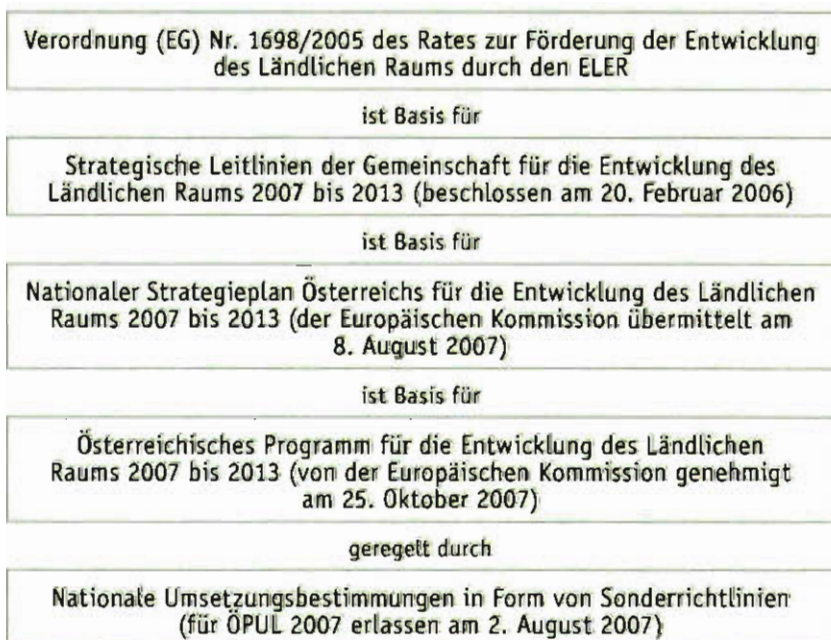 Verordnung (EG) Nr. 1698/2005 des Rates zur Förderung der Entwicklung
des Ländlichen Raums durch den ELER
ist Basis für
Strategische Leitlinien der Gemeinschaft für die Entwicklung des
Ländlichen Raums 2007 bis 2013 (beschlossen am 20. Februar 2006)
ist Basis für
Nationaler Strategieplan Österreichs für die Entwicklung des Ländlichen
Raums 2007 bis 2013 (der Europäischen Kommission übermittelt am
8. August 2007)
ist Basis für
Österreichisches Programm für die Entwicklung des Ländlichen
Raums 2007 bis 2013 (von der Europäischen Kommission genehmigt
am 25. Oktober 2007)
geregelt durch
Nationale Umsetzungsbestimmungen in Form von Sonderrichtlinien
(für ÖPUL 2007 erlassen am 2. August 2007)